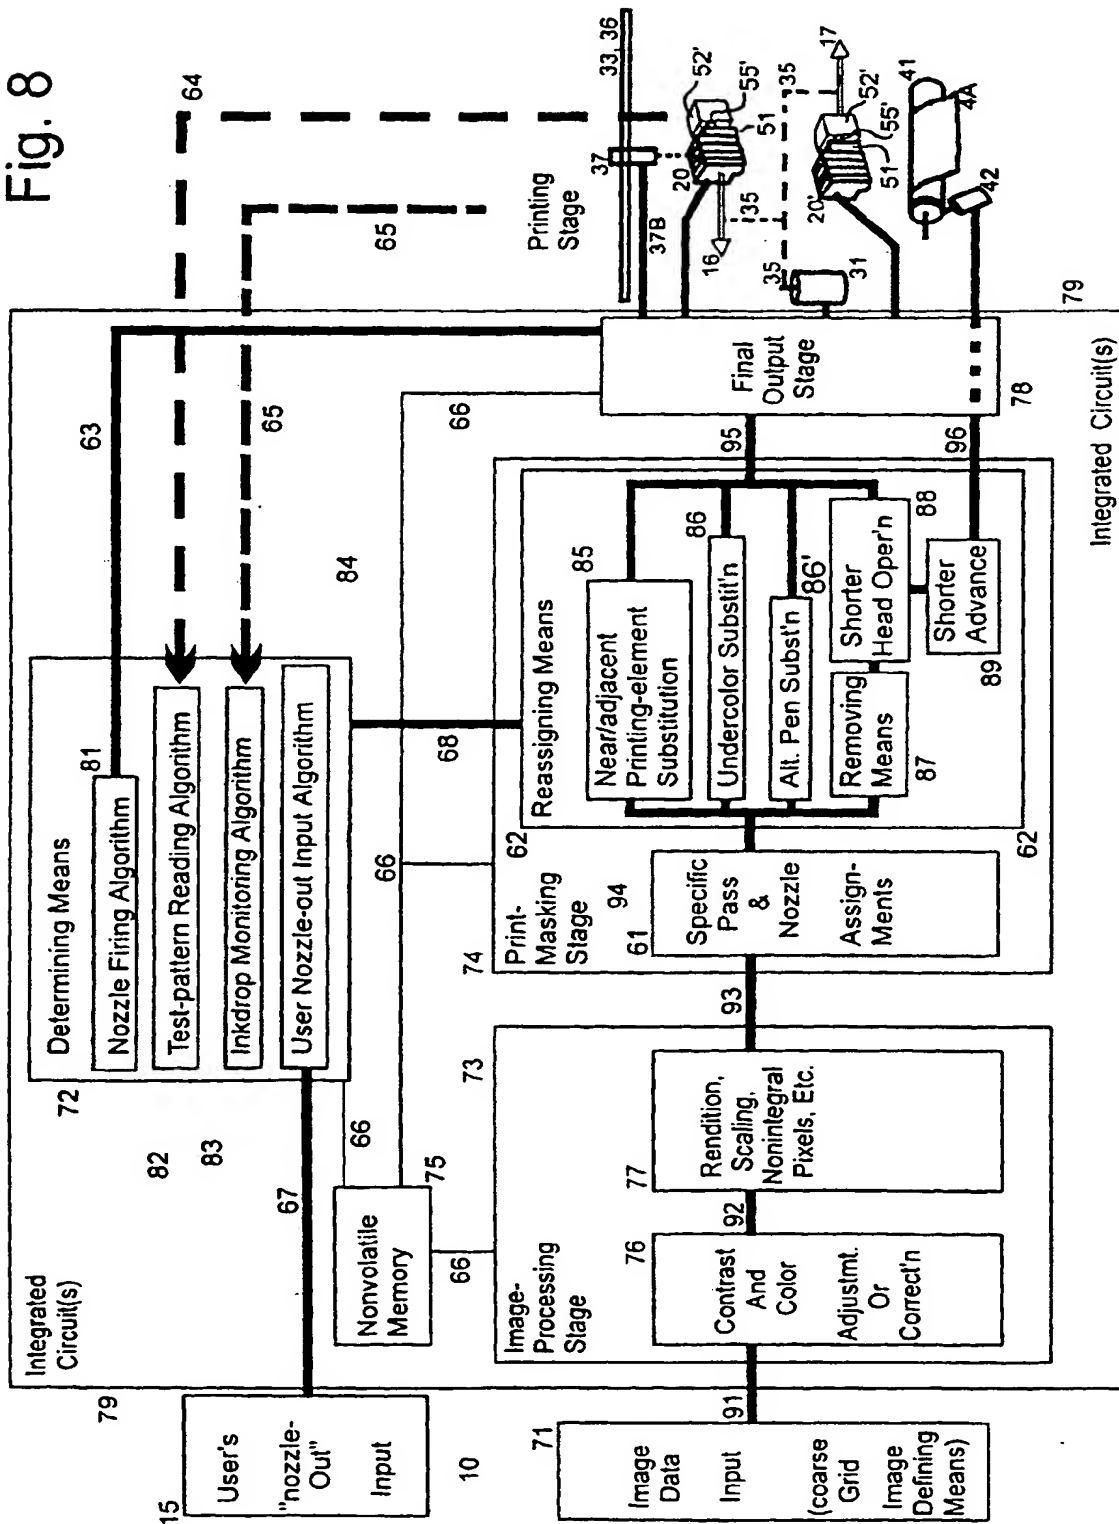 Fig. 8
Integrated
Circuit(s)
79
15
User's
"nozzle-
Out"
Input
10
71
Image
Data
Input
(coarse
Grid
Image
Defining
Means)
91
67
72
Determining Means
Nozzle Firing Algorithm
81
Test-pattern Reading Algorithm
82
Inkdrop Monitoring Algorithm
83
User Nozzle-out Input Algorithm
84
63
64
65
65
66
Nonvolatile
Memory
75
66
66
66
68
Image-
Processing
Stage
73
76
Contrast
And
Color
Adjustmt.
Or
Correct'n
92
77
Rendition,
Scaling,
Nonintegral
Pixels, Etc.
93
74
Print-
Masking
Stage
94
61
Specific
Pass
&
Nozzle
Assign-
Ments
62
62
Reassigning Means
Near/adjacent
Printing-element
Substitution
85
Undercolor Substit'n
86
Alt. Pen Subst'n
86'
Removing
Means
87
Shorter
Head Oper'n
88
Shorter
Advance
89
95
96
Final
Output
Stage
78
79
Integrated Circuit(s)
Printing
Stage
33, 36
37
37B
20
52'
55'
51
16
35
35
35
31
17
20'
52'
55'
51
41
4A
42